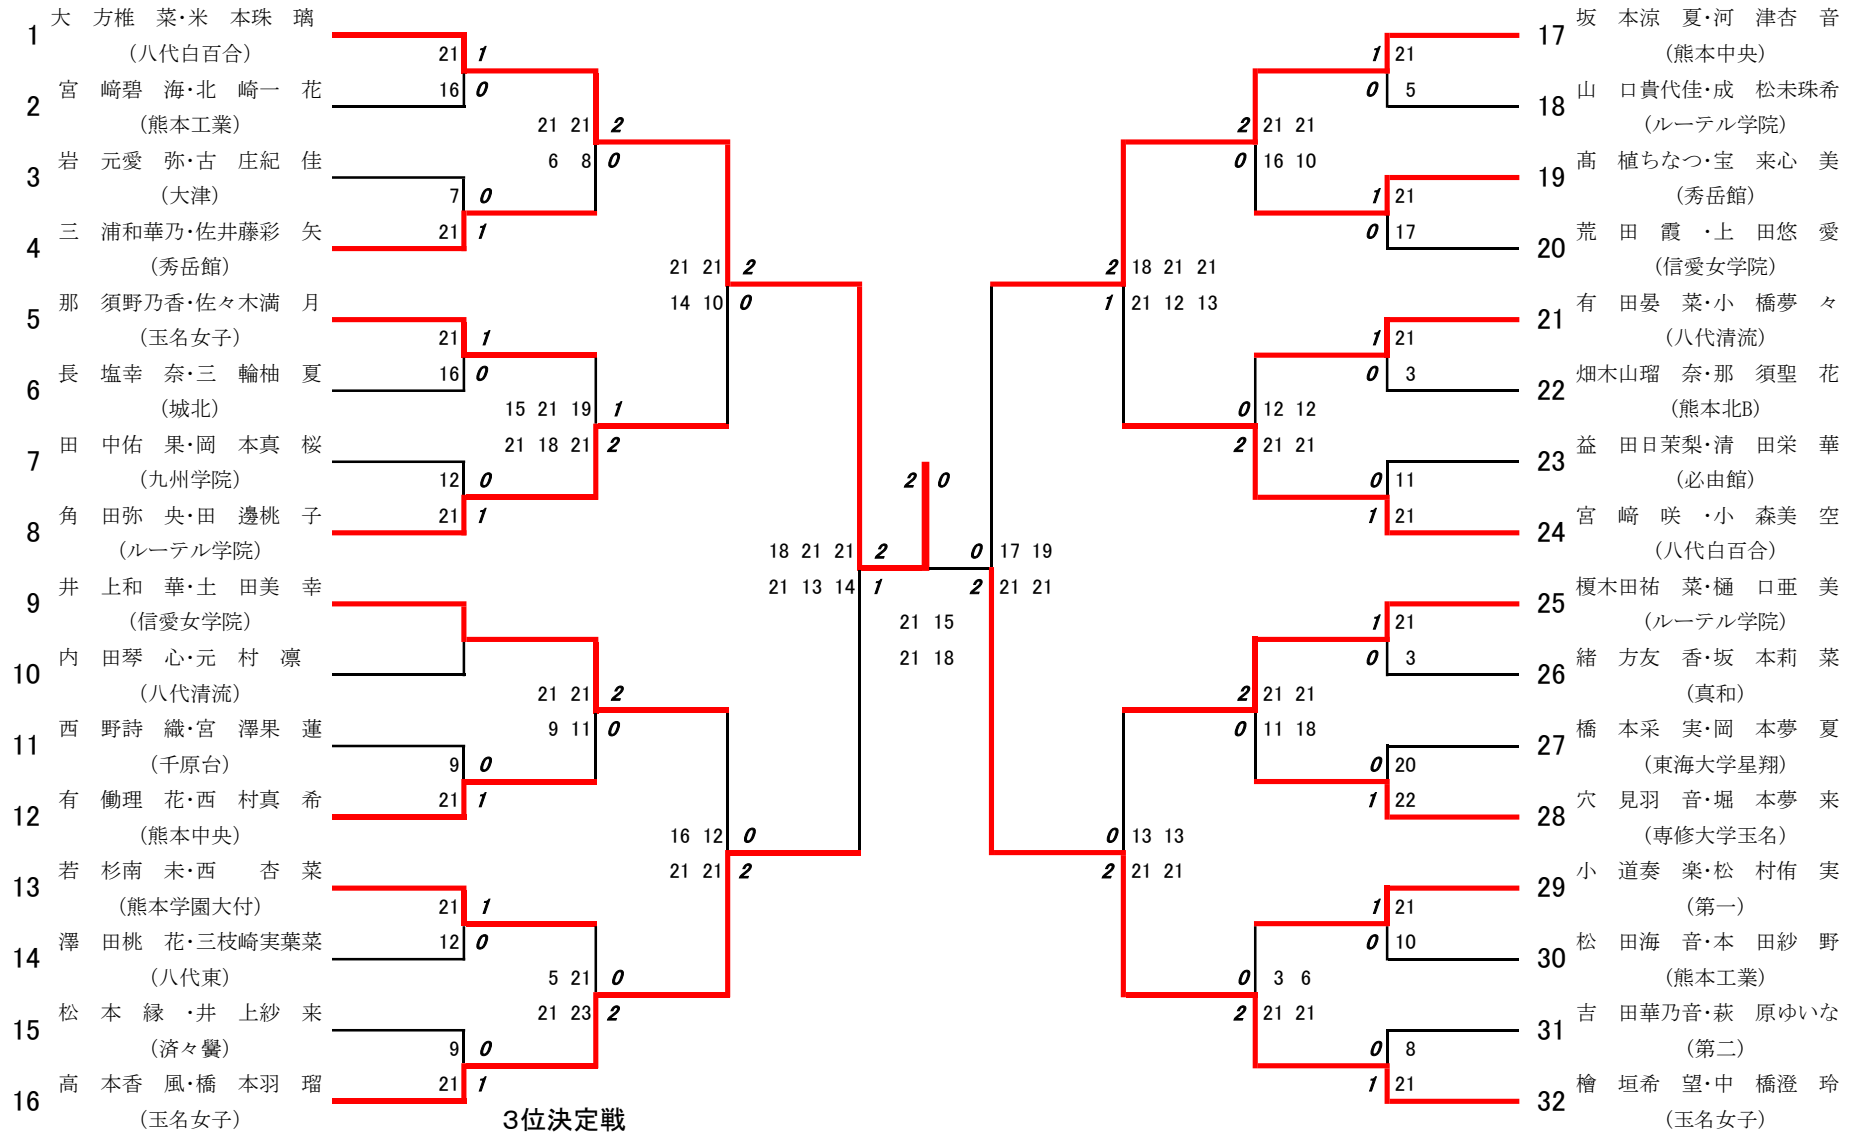 大　方椎　菜・米　本珠　璃
1
(八代白百合)
21 1
16 0
宮　﨑碧　海・北　崎一　花
2
(熊本工業)
21 21 2
6 8 0
岩　元愛　弥・古　庄紀　佳
3
(大津)
7 0
21 1
三　浦和華乃・佐井藤彩　矢
4
(秀岳館)
21 21 2
14 10 0
那　須野乃香・佐々木満　月
5
(玉名女子)
21 1
16 0
長　塩幸　奈・三　輪柚　夏
6
(城北)
15 21 19 1
21 18 21 2
田　中佑　果・岡　本真　桜
7
(九州学院)
12 0
21 1
角　田弥　央・田　邊桃　子
8
(ルーテル学院)
18 21 21 2
21 13 14 1
井　上和　華・土　田美　幸
9
(信愛女学院)
内　田琴　心・元　村　凛
10
(八代清流)
21 21 2
9 11 0
西　野詩　織・宮　澤果　蓮
11
(千原台)
9 0
21 1
有　働理　花・西　村真　希
12
(熊本中央)
16 12 0
21 21 2
若　杉南　未・西　　杏　菜
13
(熊本学園大付)
21 1
12 0
澤　田桃　花・三枝崎実葉菜
14
(八代東)
5 21 0
21 23 2
松　本　縁　・井　上紗　来
15
(済々黌)
9 0
21 1
高　本香　風・橋　本羽　瑠
16
(玉名女子)
3位決定戦
2 0
21 15
21 18
坂　本涼　夏・河　津杏　音
17
(熊本中央)
1 21
0 5
山　口貴代佳・成　松未珠希
18
(ルーテル学院)
2 21 21
0 16 10
髙　植ちなつ・宝　来心　美
19
(秀岳館)
1 21
0 17
荒　田　霞　・上　田悠　愛
20
(信愛女学院)
2 18 21 21
1 21 12 13
有　田晏　菜・小　橋夢　々
21
(八代清流)
1 21
0 3
畑木山瑠　奈・那　須聖　花
22
(熊本北B)
0 12 12
2 21 21
益　田日茉梨・清　田栄　華
23
(必由館)
0 11
1 21
宮　﨑　咲　・小　森美　空
24
(八代白百合)
0 17 19
2 21 21
榎木田祐　菜・樋　口亜　美
25
(ルーテル学院)
1 21
0 3
緒　方友　香・坂　本莉　菜
26
(真和)
2 21 21
0 11 18
橋　本采　実・岡　本夢　夏
27
(東海大学星翔)
0 20
1 22
穴　見羽　音・堀　本夢　来
28
(専修大学玉名)
0 13 13
2 21 21
小　道奏　楽・松　村侑　実
29
(第一)
1 21
0 10
松　田海　音・本　田紗　野
30
(熊本工業)
0 3 6
2 21 21
吉　田華乃音・萩　原ゆいな
31
(第二)
0 8
1 21
檜　垣希　望・中　橋澄　玲
32
(玉名女子)